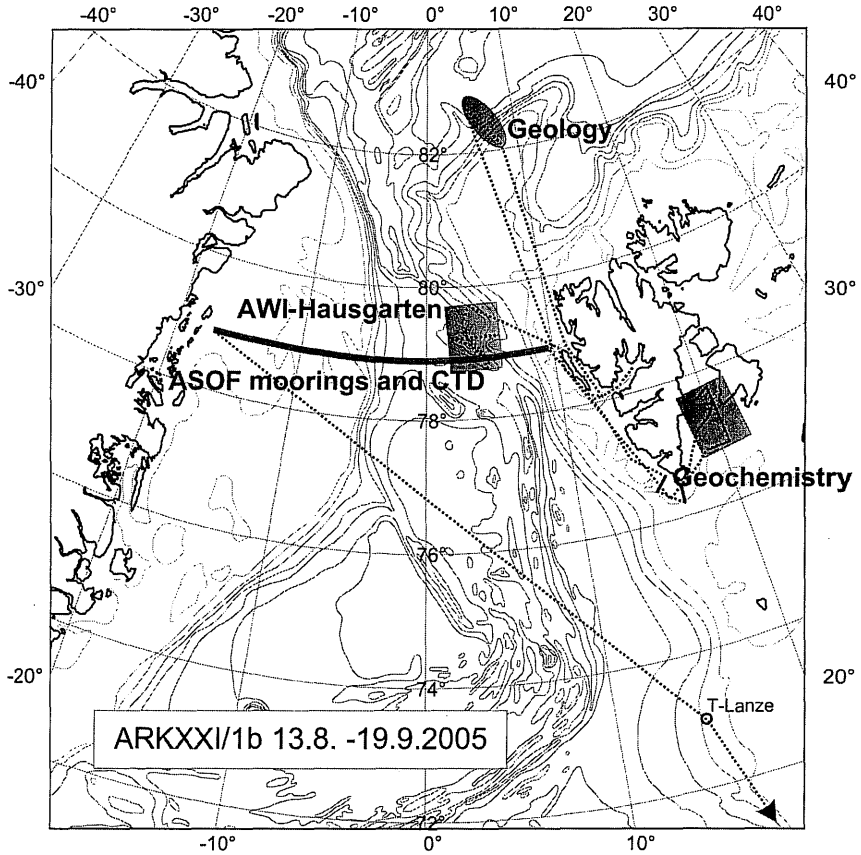 -40° -30° -20° -10° 0° 10° 20° 30° 40°
-40° 40°
Geology
82°
-30° 80° 30°
AWI-Hausgarten
ASOF moorings and CTD
78°
Geochemistry
76°
-20° 74° 20°
T-Lanze
ARKXXI/1b 13.8. -19.9.2005
72°
-10° 0° 10°